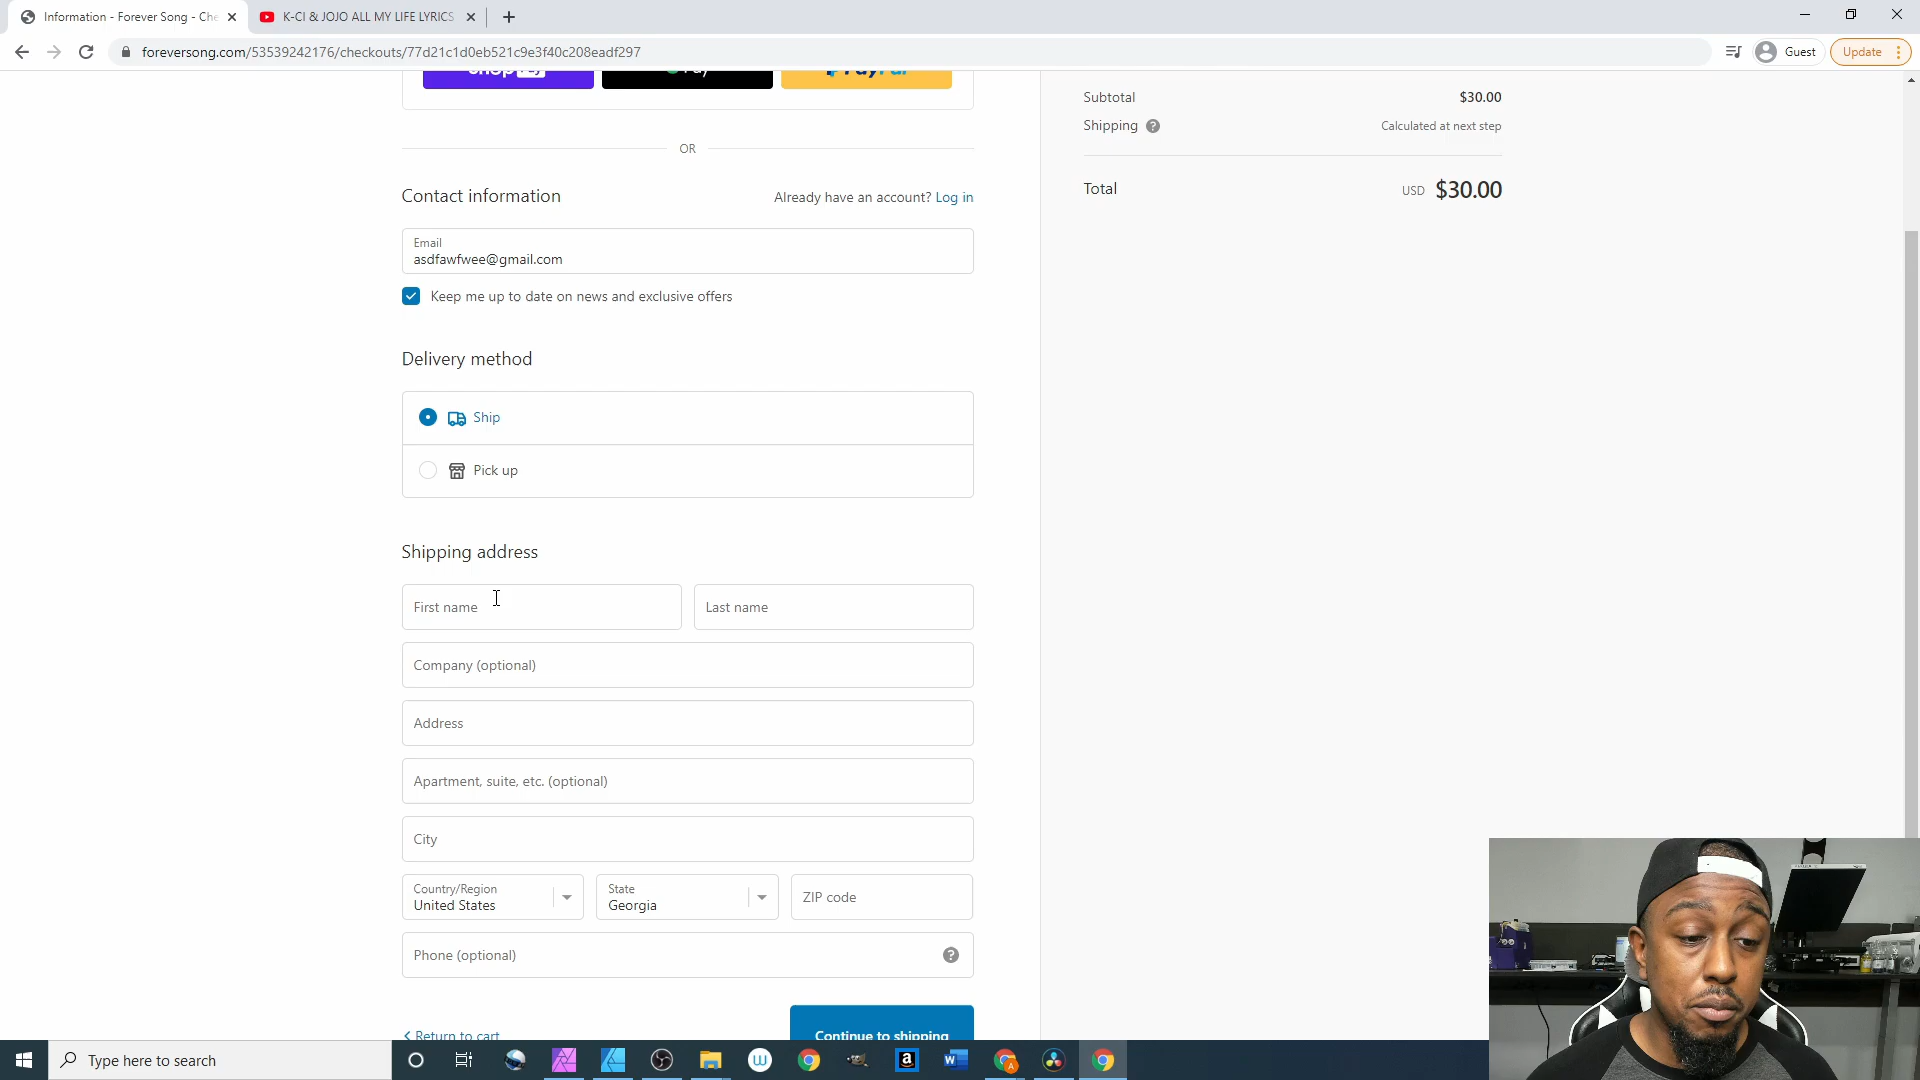 Information - Forever Song - Che
K-CI & JOJO ALL MY LIFE LYRICS
foreversong.com/53539242176/checkouts/77d21c1d0eb521c9e3f40c208eadf297
Guest
Update
shop
Pay
PayPal
Subtotal
$30.00
Shipping
Calculated at next step
OR
Total
USD $30.00
Contact information
Already have an account? Log in
Email
asdfawfwee@gmail.com
Keep me up to date on news and exclusive offers
Delivery method
Ship
Pick up
Shipping address
First name
Last name
Company (optional)
Address
Apartment, suite, etc. (optional)
City
Country/Region
United States
State
Georgia
ZIP code
Phone (optional)
Return to cart
Continue to shipping
Type here to search